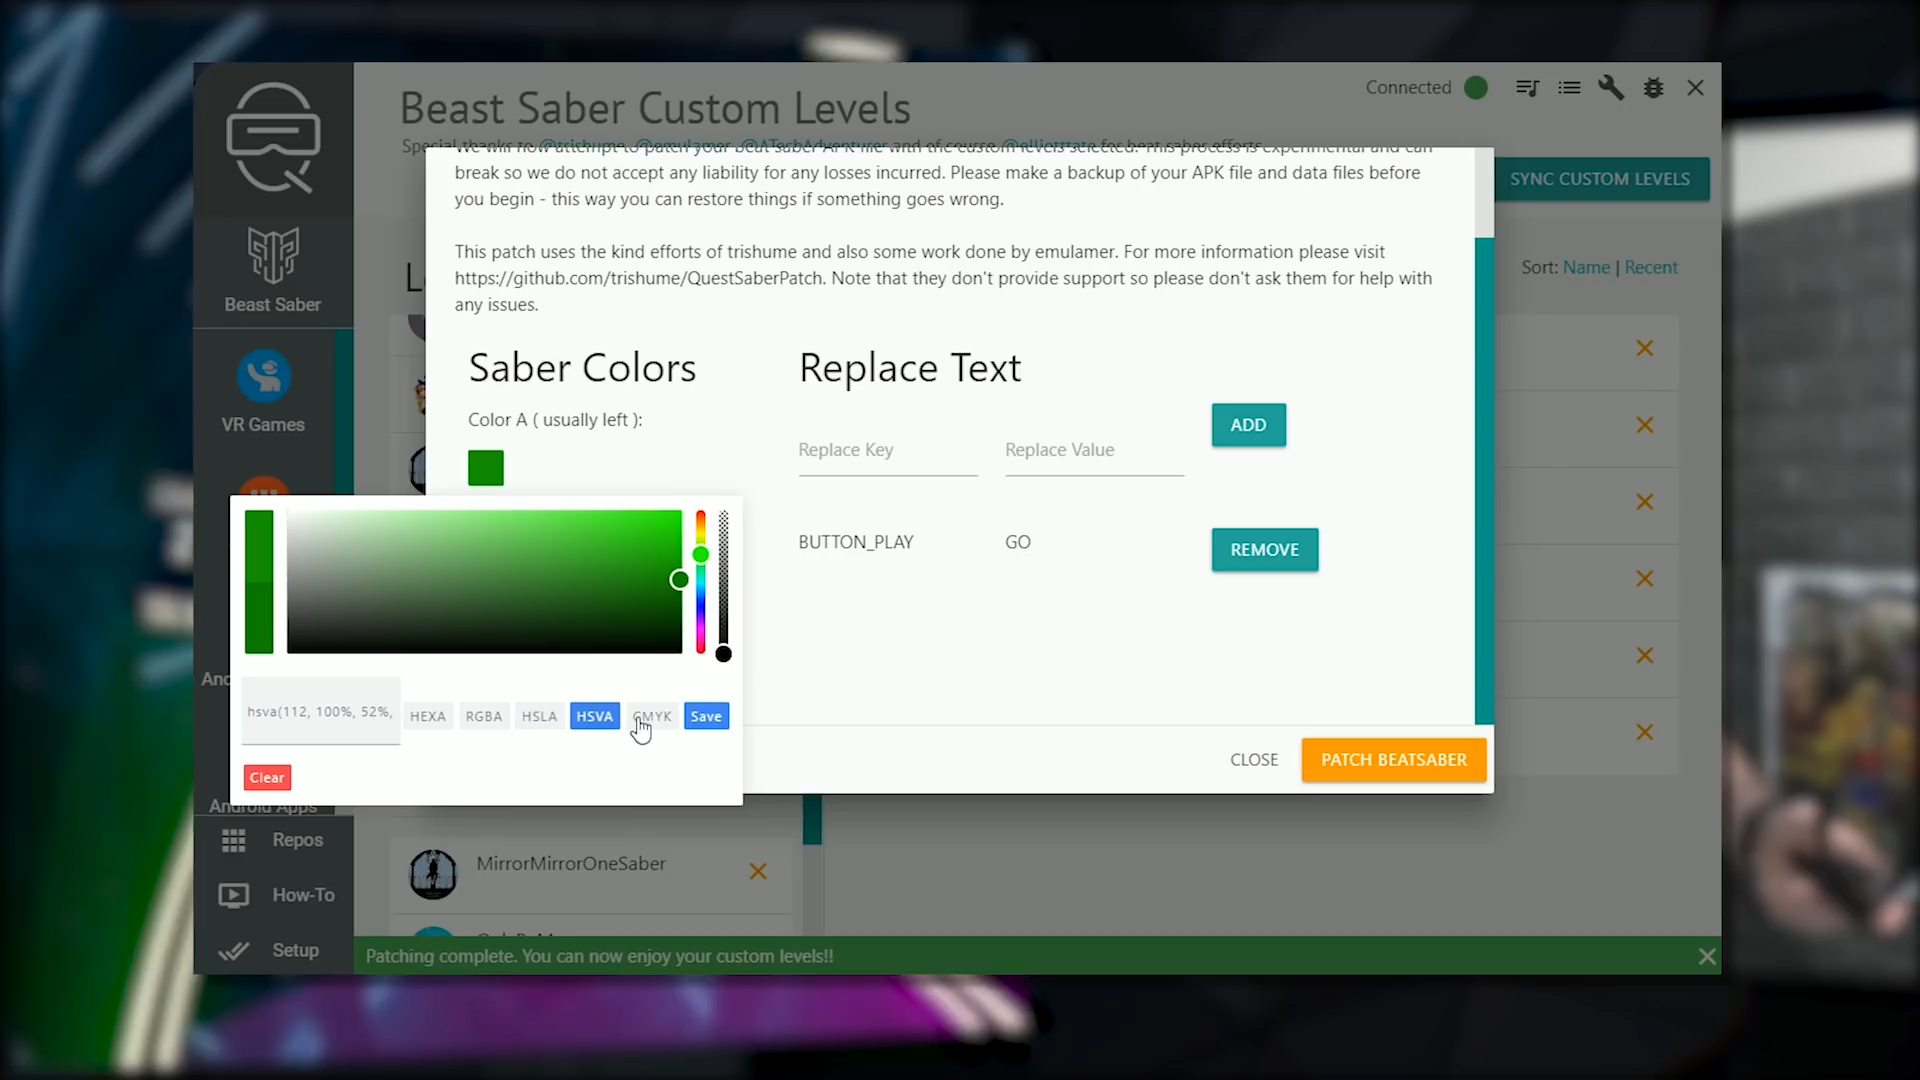 Connected
Beast Saber Custom Levels
Special thanks to
SYNC CUSTOM LEVELS
break so we do not accept any liability for any losses incurred. Please make a backup of your APK file and data files before
you begin - this way you can restore things if something goes wrong.
This patch uses the kind efforts of trishume and also some work done by emulamer. For more information please visit
https://github.com/trishume/QuestSaberPatch. Note that they don't provide support so please don't ask them for help with
any issues.
Sort: Name | Recent
Beast Saber
VR Games
Saber Colors
Replace Text
Color A ( usually left ):
Replace Key
Replace Value
ADD
BUTTON_PLAY
GO
REMOVE
hsva(112, 100%, 52%,
HEXA
RGBA
HSLA
HSVA
CMYK
Save
Clear
CLOSE
PATCH BEATSABER
Android Apps
Repos
How-To
Setup
MirrorMirrorOneSaber
Patching complete. You can now enjoy your custom levels!!